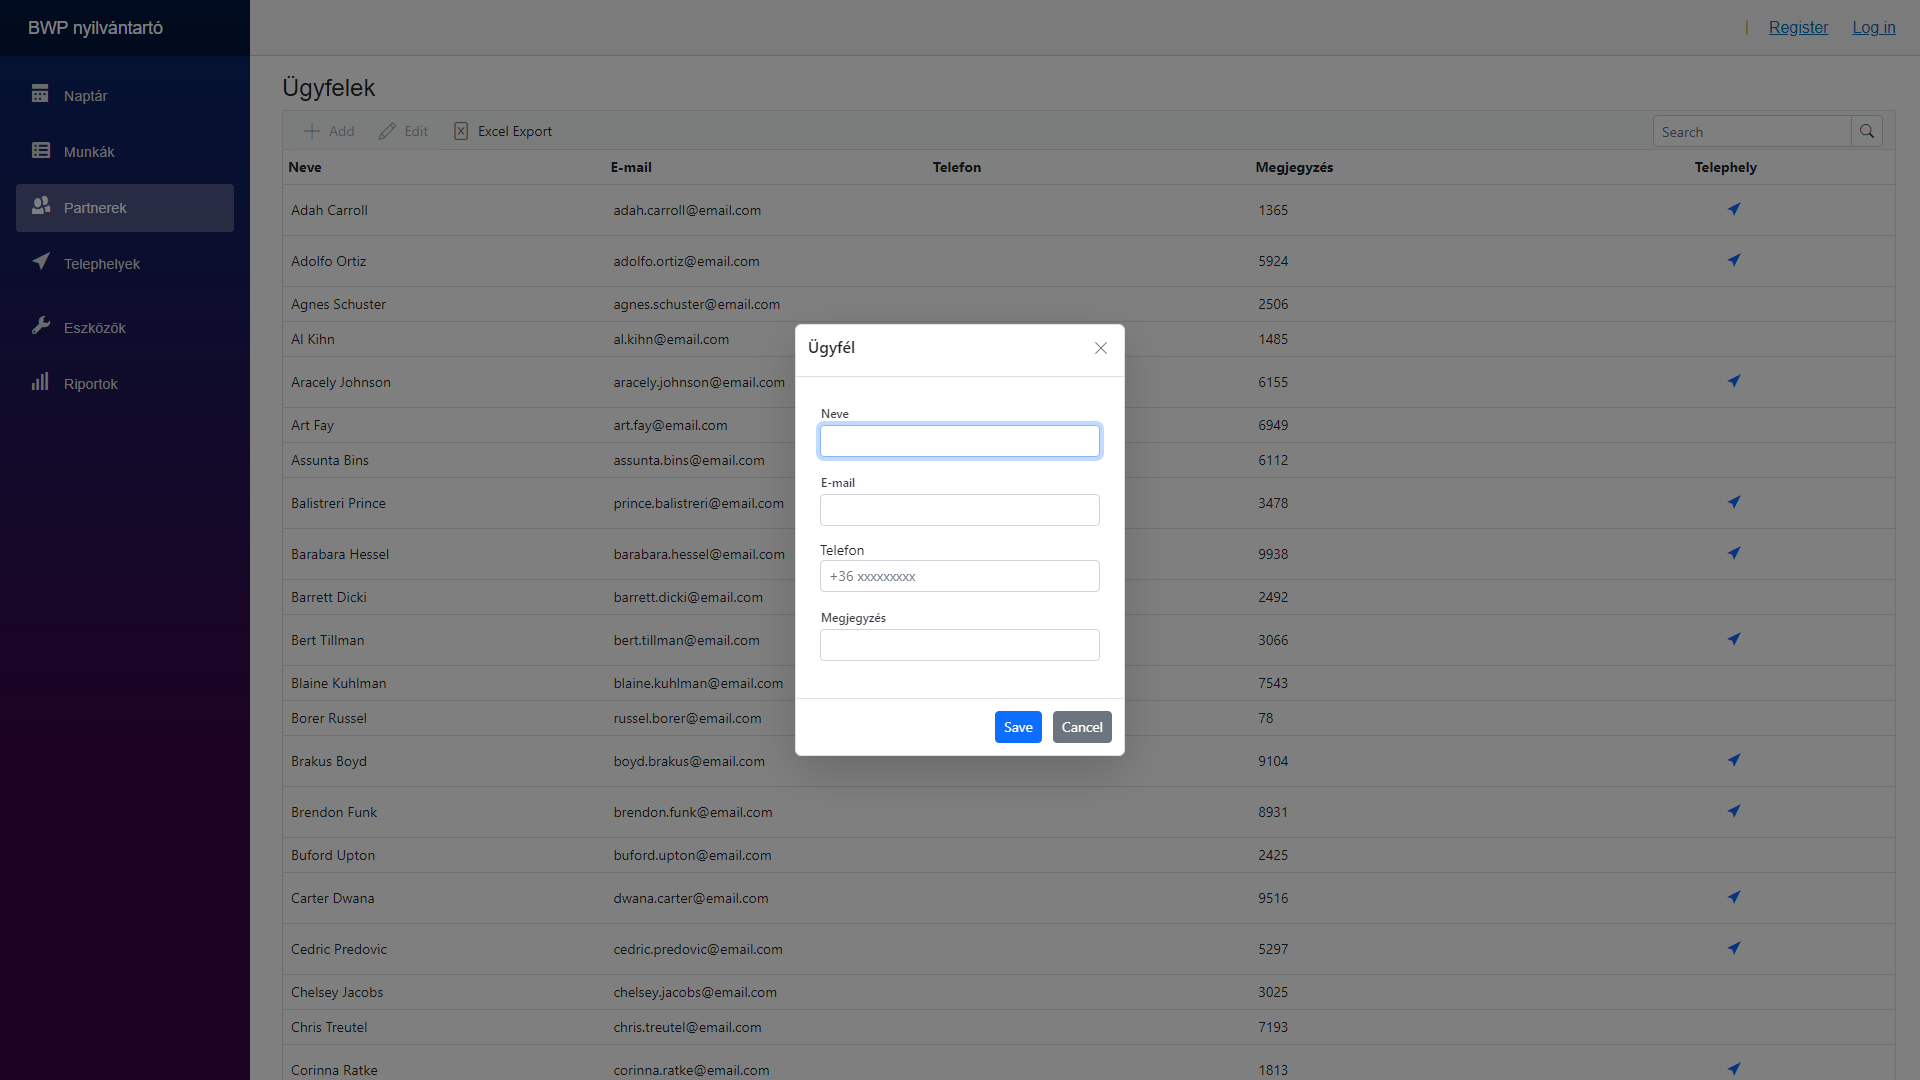 BWP nyilvántartó
Register Log in
Naptár
Munkák
Partnerek
Telephelyek
Eszközök
Riportok
Ügyfelek
Add Edit Excel Export Search
Neve E-mail Telefon Megjegyzés Telephely
Adah Carroll adah.carroll@email.com 1365
Adolfo Ortiz adolfo.ortiz@email.com 5924
Agnes Schuster agnes.schuster@email.com 2506
Al Kihn al.kihn@email.com 1485
Aracely Johnson aracely.johnson@email.com 6155
Art Fay art.fay@email.com 6949
Assunta Bins assunta.bins@email.com 6112
Balistreri Prince prince.balistreri@email.com 3478
Barabara Hessel barabara.hessel@email.com 9938
Barrett Dicki barrett.dicki@email.com 2492
Bert Tillman bert.tillman@email.com 3066
Blaine Kuhlman blaine.kuhlman@email.com 7543
Borer Russel russel.borer@email.com 78
Brakus Boyd boyd.brakus@email.com 9104
Brendon Funk brendon.funk@email.com 8931
Buford Upton buford.upton@email.com 2425
Carter Dwana dwana.carter@email.com 9516
Cedric Predovic cedric.predovic@email.com 5297
Chelsey Jacobs chelsey.jacobs@email.com 3025
Chris Treutel chris.treutel@email.com 7193
Corinna Ratke corinna.ratke@email.com 1813
Ügyfél
Neve
E-mail
Telefon
+36 xxxxxxxxx
Megjegyzés
Save Cancel